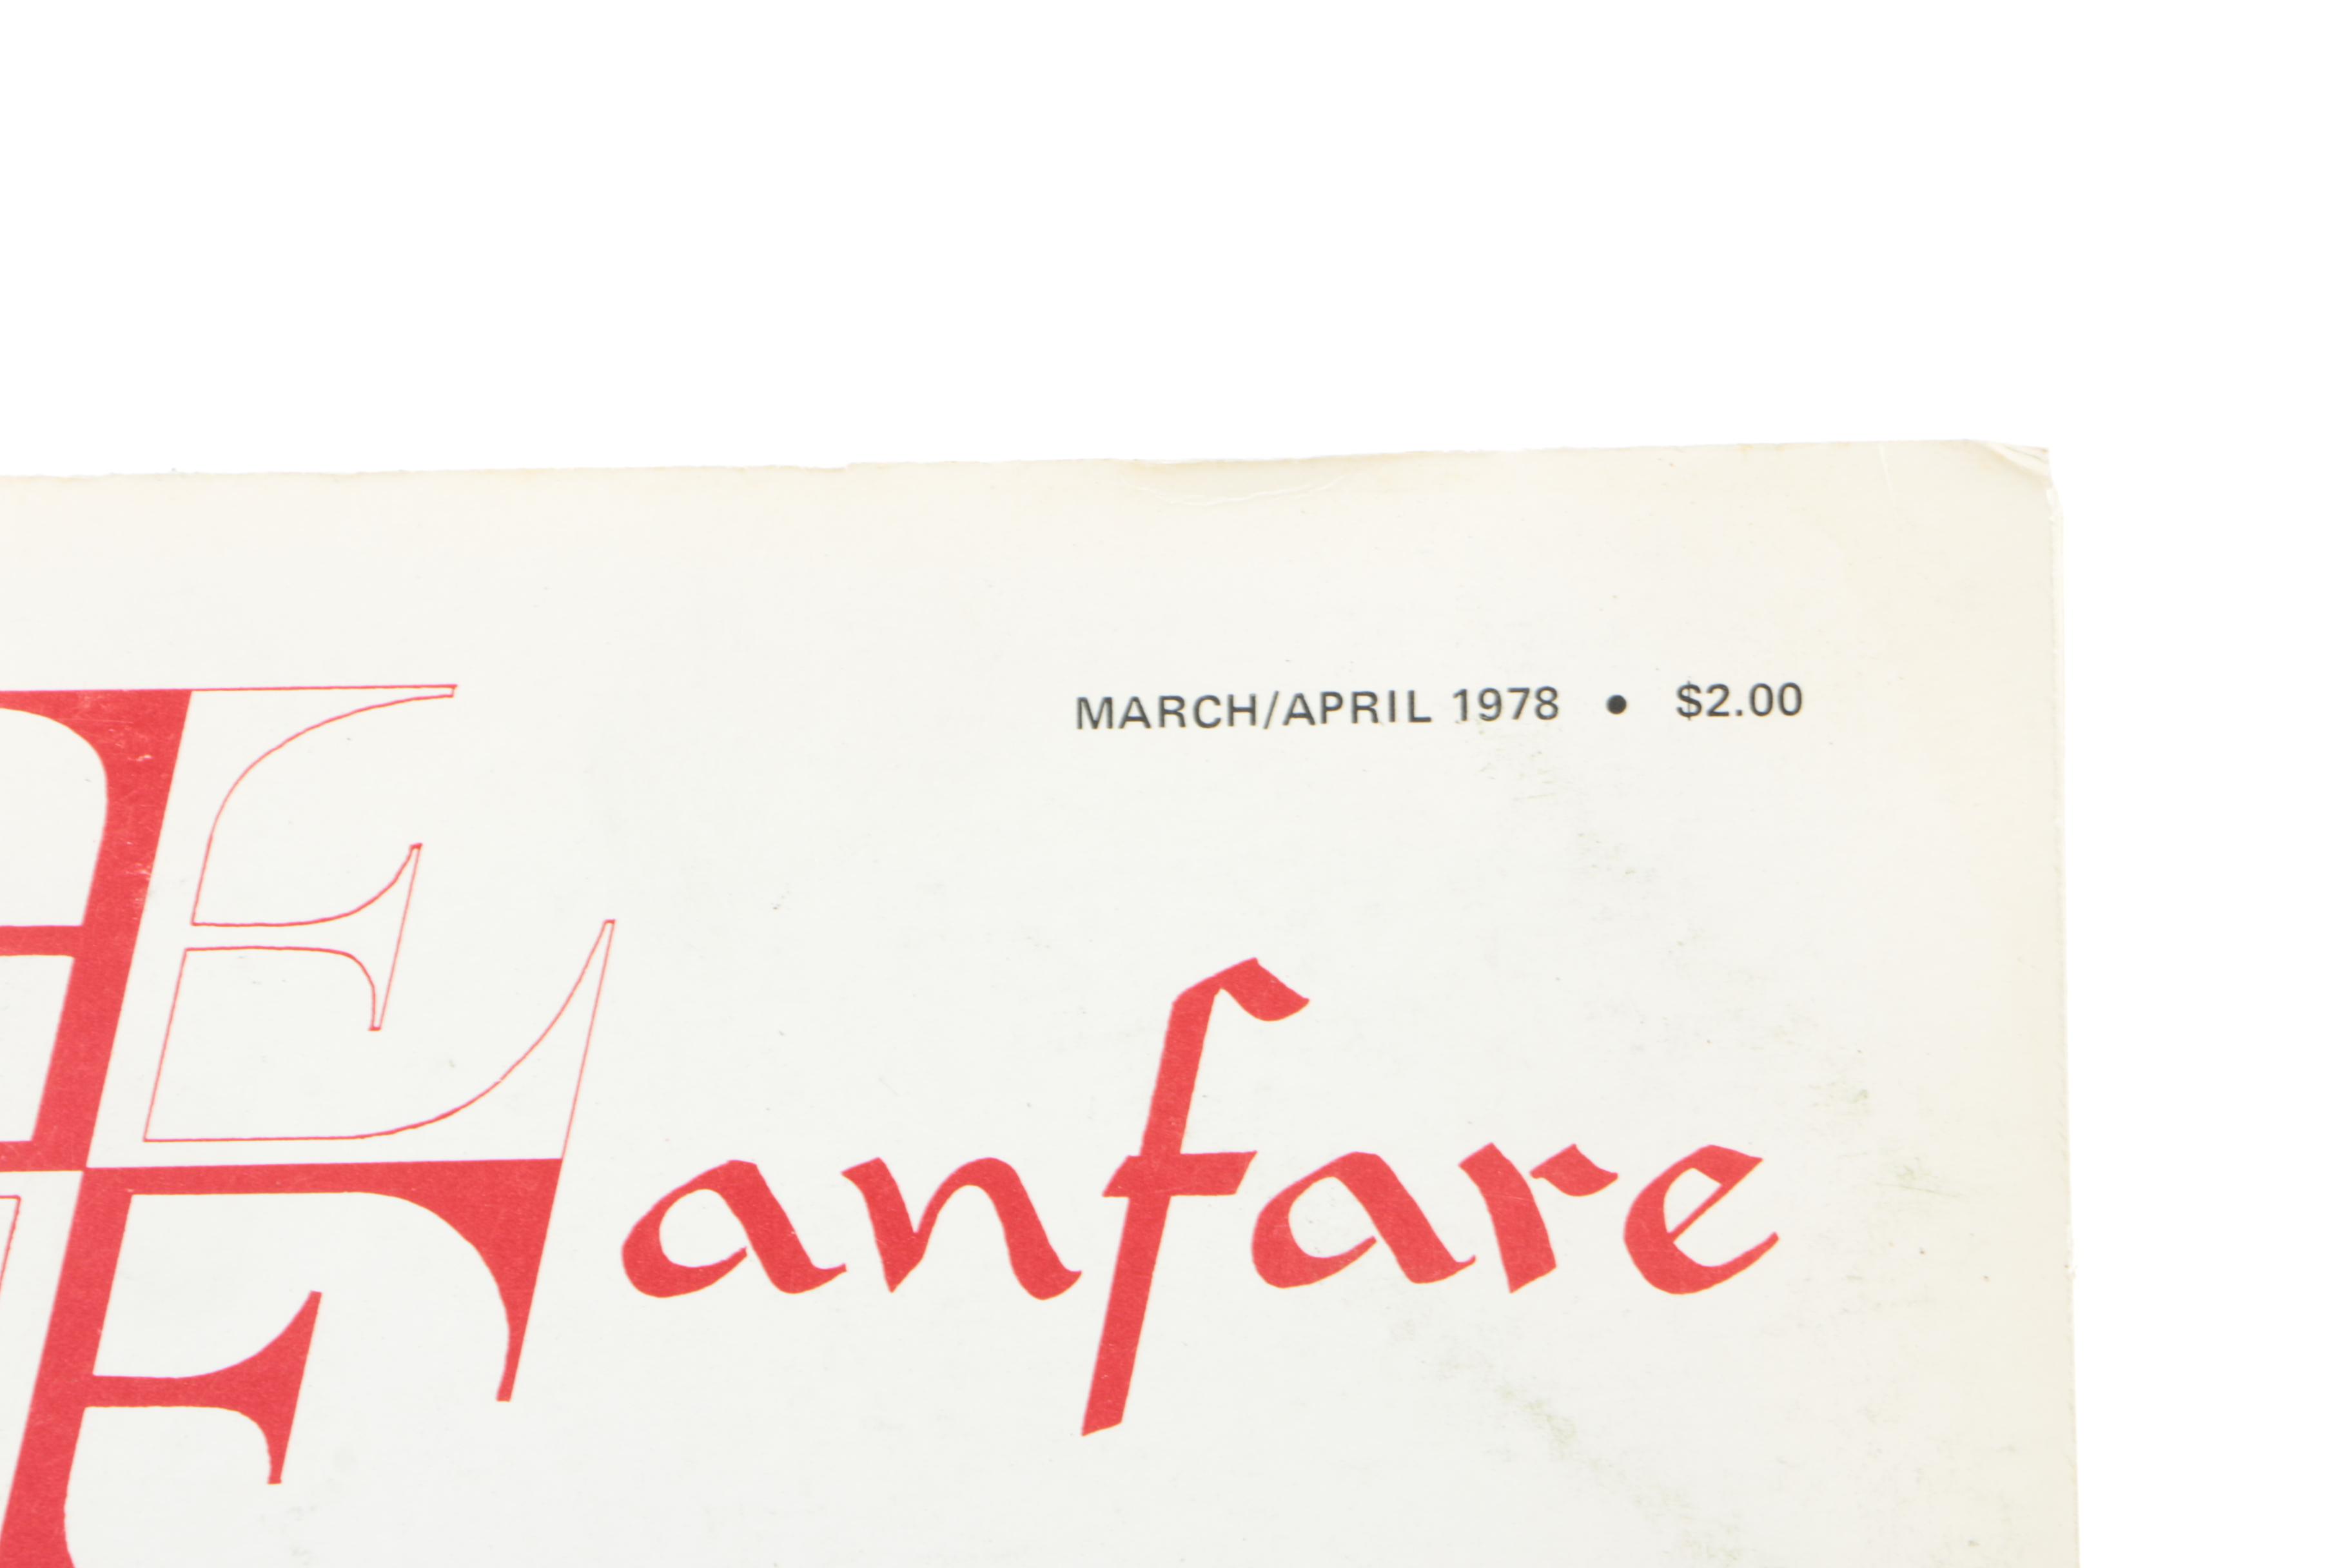 MARCH/APRIL 1978 • $2.00
Fanfare